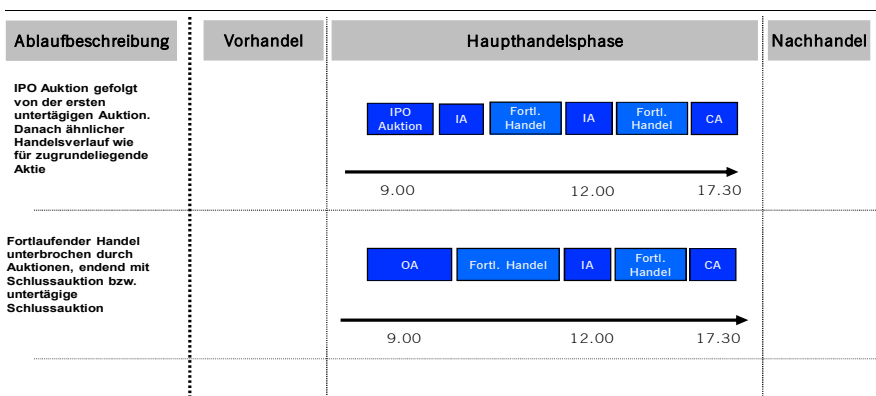 Ablaufbeschreibung
Vorhandel
Haupthandelsphase
Nachhandel
IPO Auktion gefolgt
von der ersten
untertägigen Auktion.
Danach ähnlicher
Handelsverlauf wie
für zugrundeliegende
Aktie
IPO
Auktion
IA
Fortl.
Handel
IA
Fortl.
Handel
CA
9.00
12.00
17.30
Fortlaufender Handel
unterbrochen durch
Auktionen, endend mit
Schlussauktion bzw.
untertägige
Schlussauktion
OA
Fortl. Handel
IA
Fortl.
Handel
CA
9.00
12.00
17.30